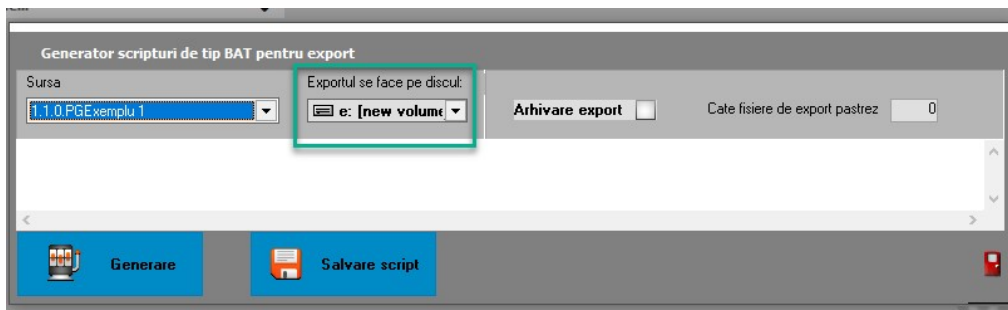 Generator scripturi de tip BAT pentru export
Sursa
Exportul se face pe discul:
1.1.0.PGExemplu 1
e: [new volume
Arhivare export
Cate fisiere de export pastrez
0
Generare
Salvare script